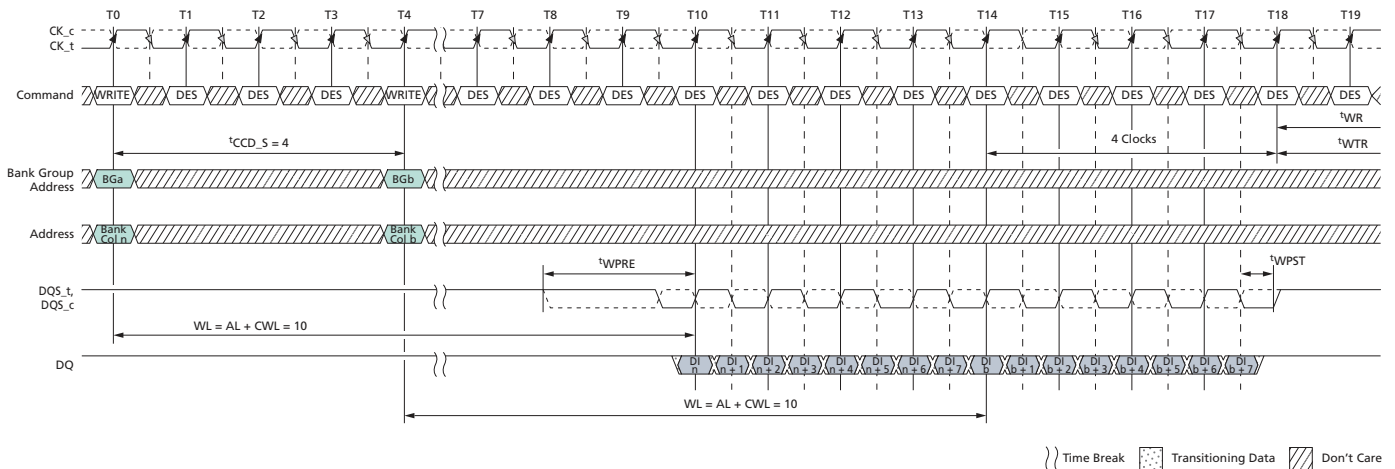 T0 T1 T2 T3 T4 T7 T8 T9 T10 T11 T12 T13 T14 T15 T16 T17 T18 T19
CK_c
CK_t
Command WRITE DES DES DES WRITE DES DES DES DES DES DES DES DES DES DES DES DES DES
tWR
tCCD_S = 4 4 Clocks tWTR
Bank Group
Address BGa BGb
Address Bank
Col n Bank
Col b
tWPRE tWPST
DQS_t,
DQS_c
WL = AL + CWL = 10
DQ DI
n DI
n + 1 DI
n + 2 DI
n + 3 DI
n + 4 DI
n + 5 DI
n + 6 DI
n + 7 DI
b DI
b + 1 DI
b + 2 DI
b + 3 DI
b + 4 DI
b + 5 DI
b + 6 DI
b + 7
WL = AL + CWL = 10
Time Break Transitioning Data Don't Care